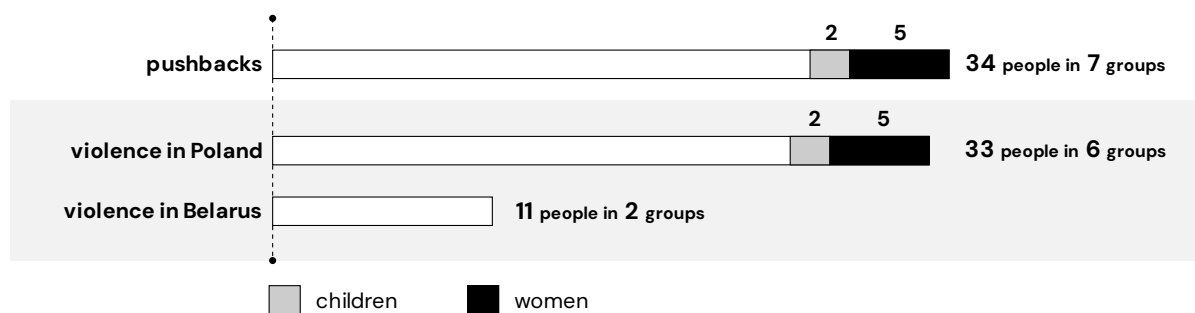 2 5
pushbacks 34 people in 7 groups
2 5
violence in Poland 33 people in 6 groups
violence in Belarus 11 people in 2 groups
children women